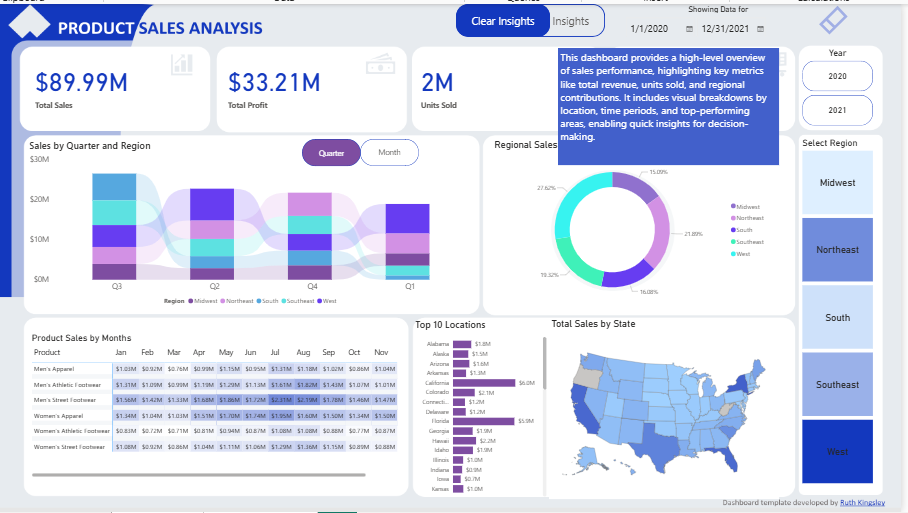 Clear Insights
Insights
Showing Data for
1/1/2020
12/31/2021
PRODUCT SALES ANALYSIS
$89.99M
Total Sales
$33.21M
Total Profit
2M
Units Sold
This dashboard provides a high-level overview
of sales performance, highlighting key metrics
like total revenue, units sold, and regional
contributions. It includes visual breakdowns by
location, time periods, and top-performing
areas, enabling quick insights for decision-
making.
Year
2020
2021
Sales by Quarter and Region
Quarter
Month
$30M
$20M
$10M
$0M
Q3
Q2
Q4
Q1
Region
Midwest
Northeast
South
Southeast
West
Regional Sales
15.09%
21.89%
16.08%
19.32%
27.62%
Midwest
Northeast
South
Southeast
West
Select Region
Midwest
Northeast
South
Southeast
West
Product Sales by Months
Product Jan Feb Mar Apr May Jun Jul Aug Sep Oct Nov
Men's Apparel $1.03M $0.92M $0.76M $0.99M $1.15M $0.95M $1.31M $1.18M $1.02M $0.86M $1.04M
Men's Athletic Footwear $1.31M $1.09M $0.99M $1.19M $1.29M $1.13M $1.61M $1.82M $1.43M $1.07M $1.01M
Men's Street Footwear $1.56M $1.42M $1.33M $1.68M $1.86M $1.72M $2.31M $2.19M $1.78M $1.46M $1.47M
Women's Apparel $1.34M $1.04M $1.03M $1.51M $1.70M $1.74M $1.95M $1.60M $1.50M $1.34M $1.50M
Women's Athletic Footwear $0.83M $0.72M $0.71M $0.81M $0.94M $0.87M $1.08M $1.08M $0.88M $0.77M $0.87M
Women's Street Footwear $1.08M $0.92M $0.86M $1.04M $1.11M $1.06M $1.29M $1.36M $1.15M $0.89M $0.88M
Top 10 Locations
Alabama $1.8M
Alaska $1.5M
Arizona $1.6M
Arkansas $1.3M
California $6.0M
Colorado $2.1M
Connecti... $1.2M
Delaware $1.2M
Florida $5.9M
Georgia $1.9M
Hawaii $2.2M
Idaho $1.9M
Illinois $1.0M
Indiana $0.9M
Iowa $0.7M
Kansas $1.0M
Total Sales by State
Dashboard template developed by Ruth Kingsley